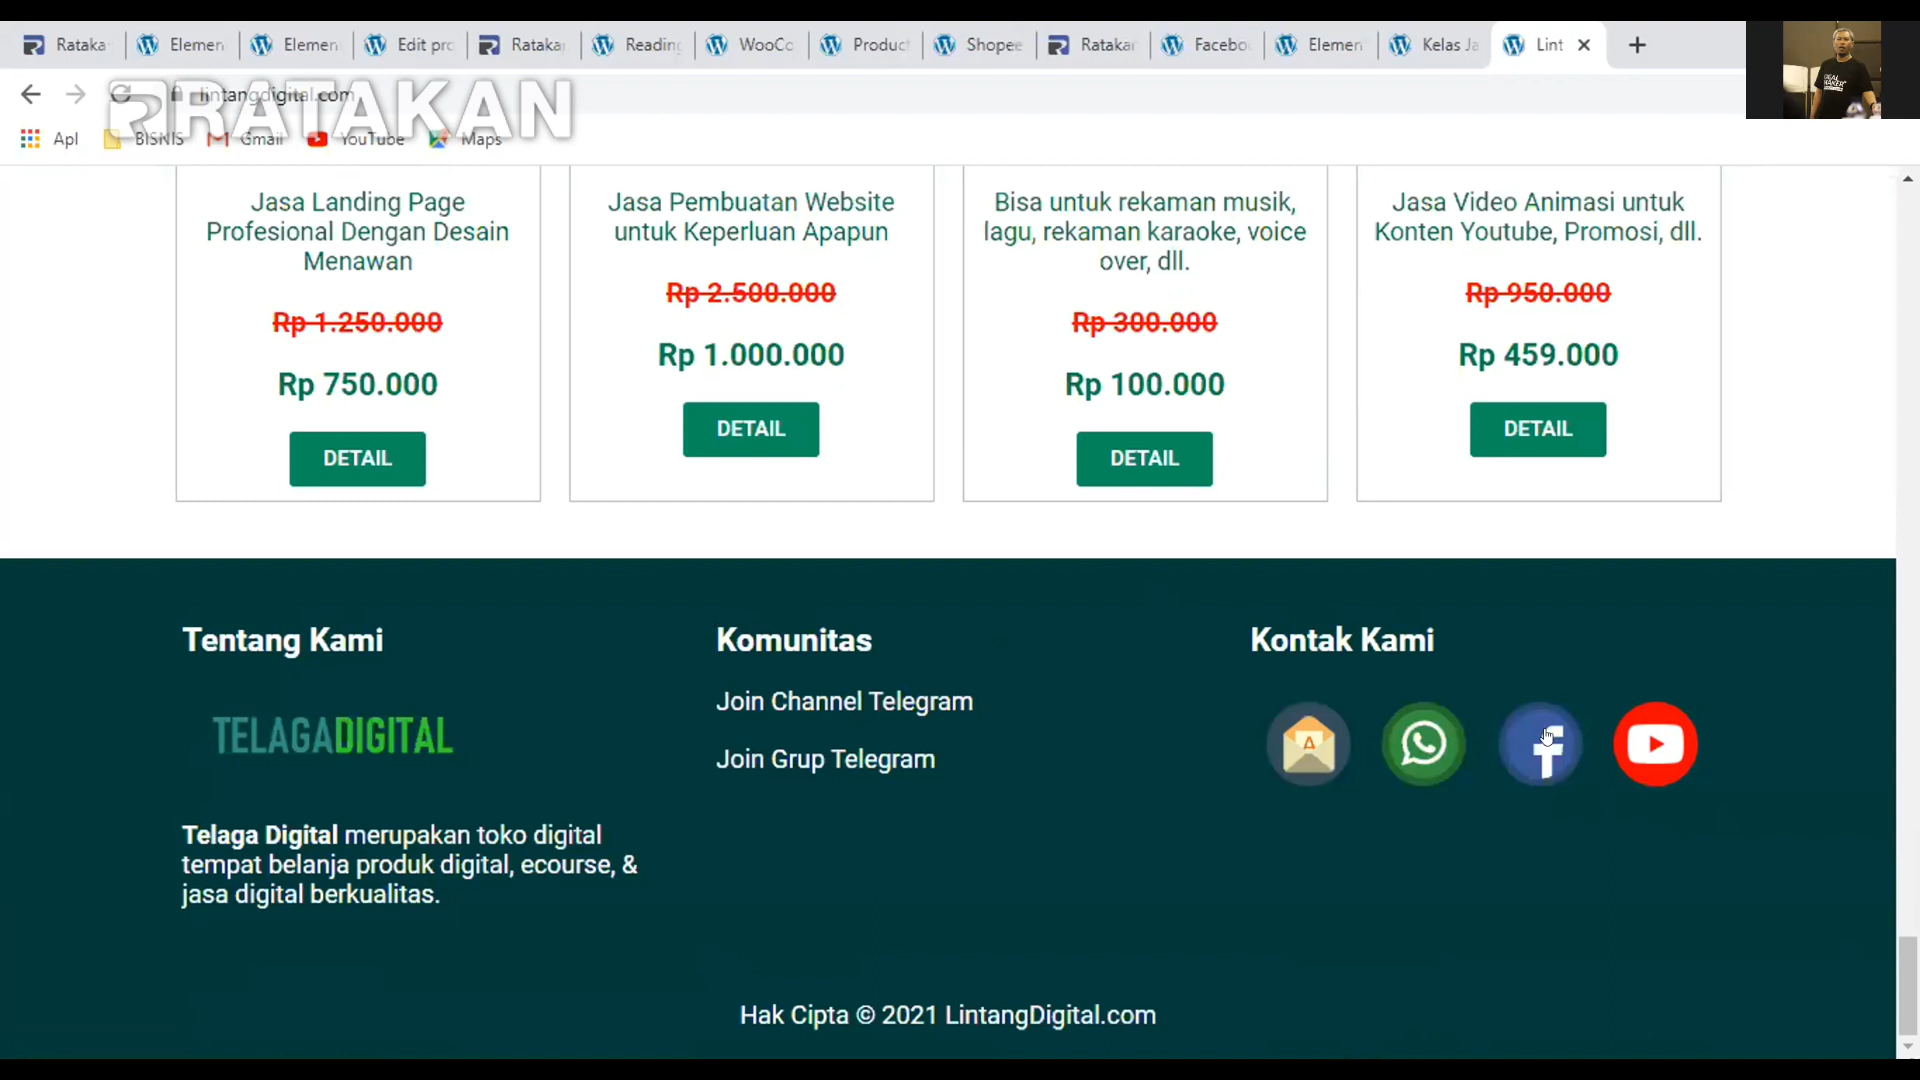 Rataka
Elemen
Elemen
Edit pro
Rataka
Reading
WooCo
Product
Shopee
Rataka
Facebo
Elemen
Kelas Ja
Lint
lintangdigital.com
RATAKAN
Apl
BISNIS
Gmail
YouTube
Maps
Jasa Landing Page
Profesional Dengan Desain
Menawan
Rp 1.250.000
Rp 750.000
DETAIL
Jasa Pembuatan Website
untuk Keperluan Apapun
Rp 2.500.000
Rp 1.000.000
DETAIL
Bisa untuk rekaman musik,
lagu, rekaman karaoke, voice
over, dll.
Rp 300.000
Rp 100.000
DETAIL
Jasa Video Animasi untuk
Konten Youtube, Promosi, dll.
Rp 950.000
Rp 459.000
DETAIL
Tentang Kami
TELAGADIGITAL
Telaga Digital merupakan toko digital
tempat belanja produk digital, ecourse, &
jasa digital berkualitas.
Komunitas
Join Channel Telegram
Join Grup Telegram
Kontak Kami
Hak Cipta © 2021 LintangDigital.com